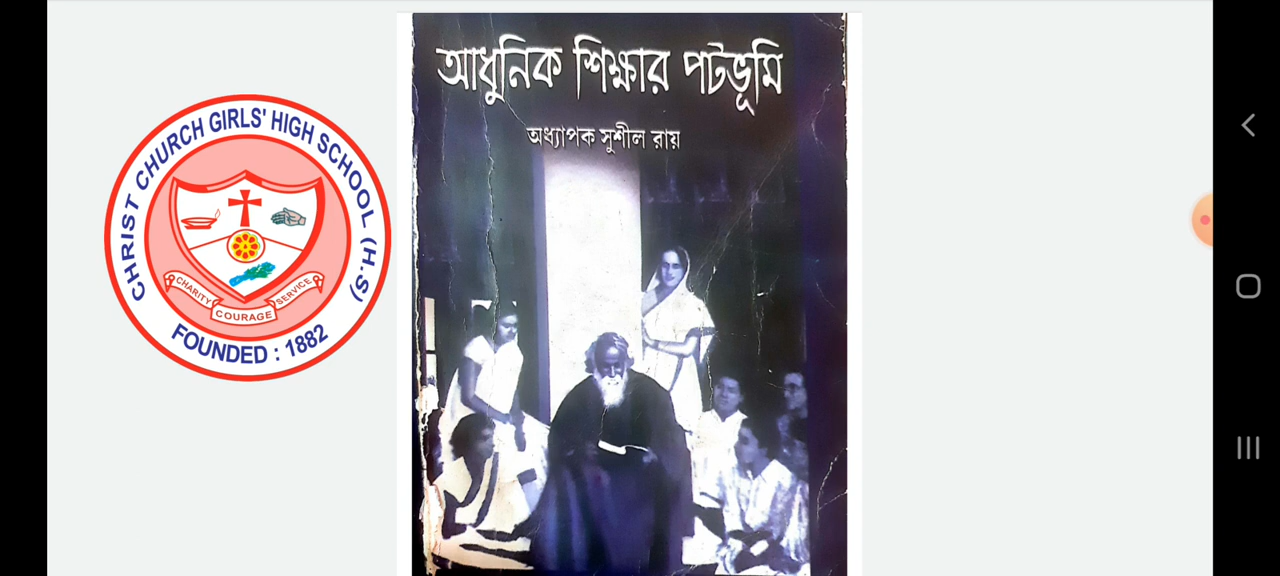 আধুনিক শিক্ষার পটভূমি
অধ্যাপক সুশীল রায়
CHRIST CHURCH GIRLS' HIGH SCHOOL (H.S)
CHARITY
COURAGE
SERVICE
FOUNDED : 1882